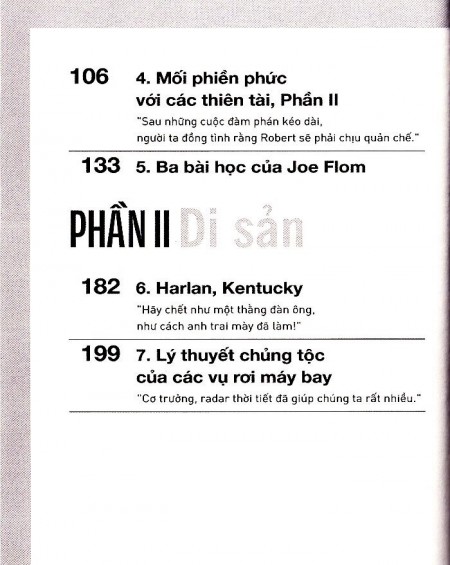 106 4. Mối phiền phức
với các thiên tài, Phần II
"Sau những cuộc đàm phán kéo dài,
người ta đồng tình rằng Robert sẽ phải chịu quản chế."
133 5. Ba bài học của Joe Flom
PHẦN II Di sản
182 6. Harlan, Kentucky
"Hãy chết như một thằng đàn ông,
như cách anh trai mày đã làm!"
199 7. Lý thuyết chủng tộc
của các vụ rơi máy bay
"Cơ trưởng, radar thời tiết đã giúp chúng ta rất nhiều."